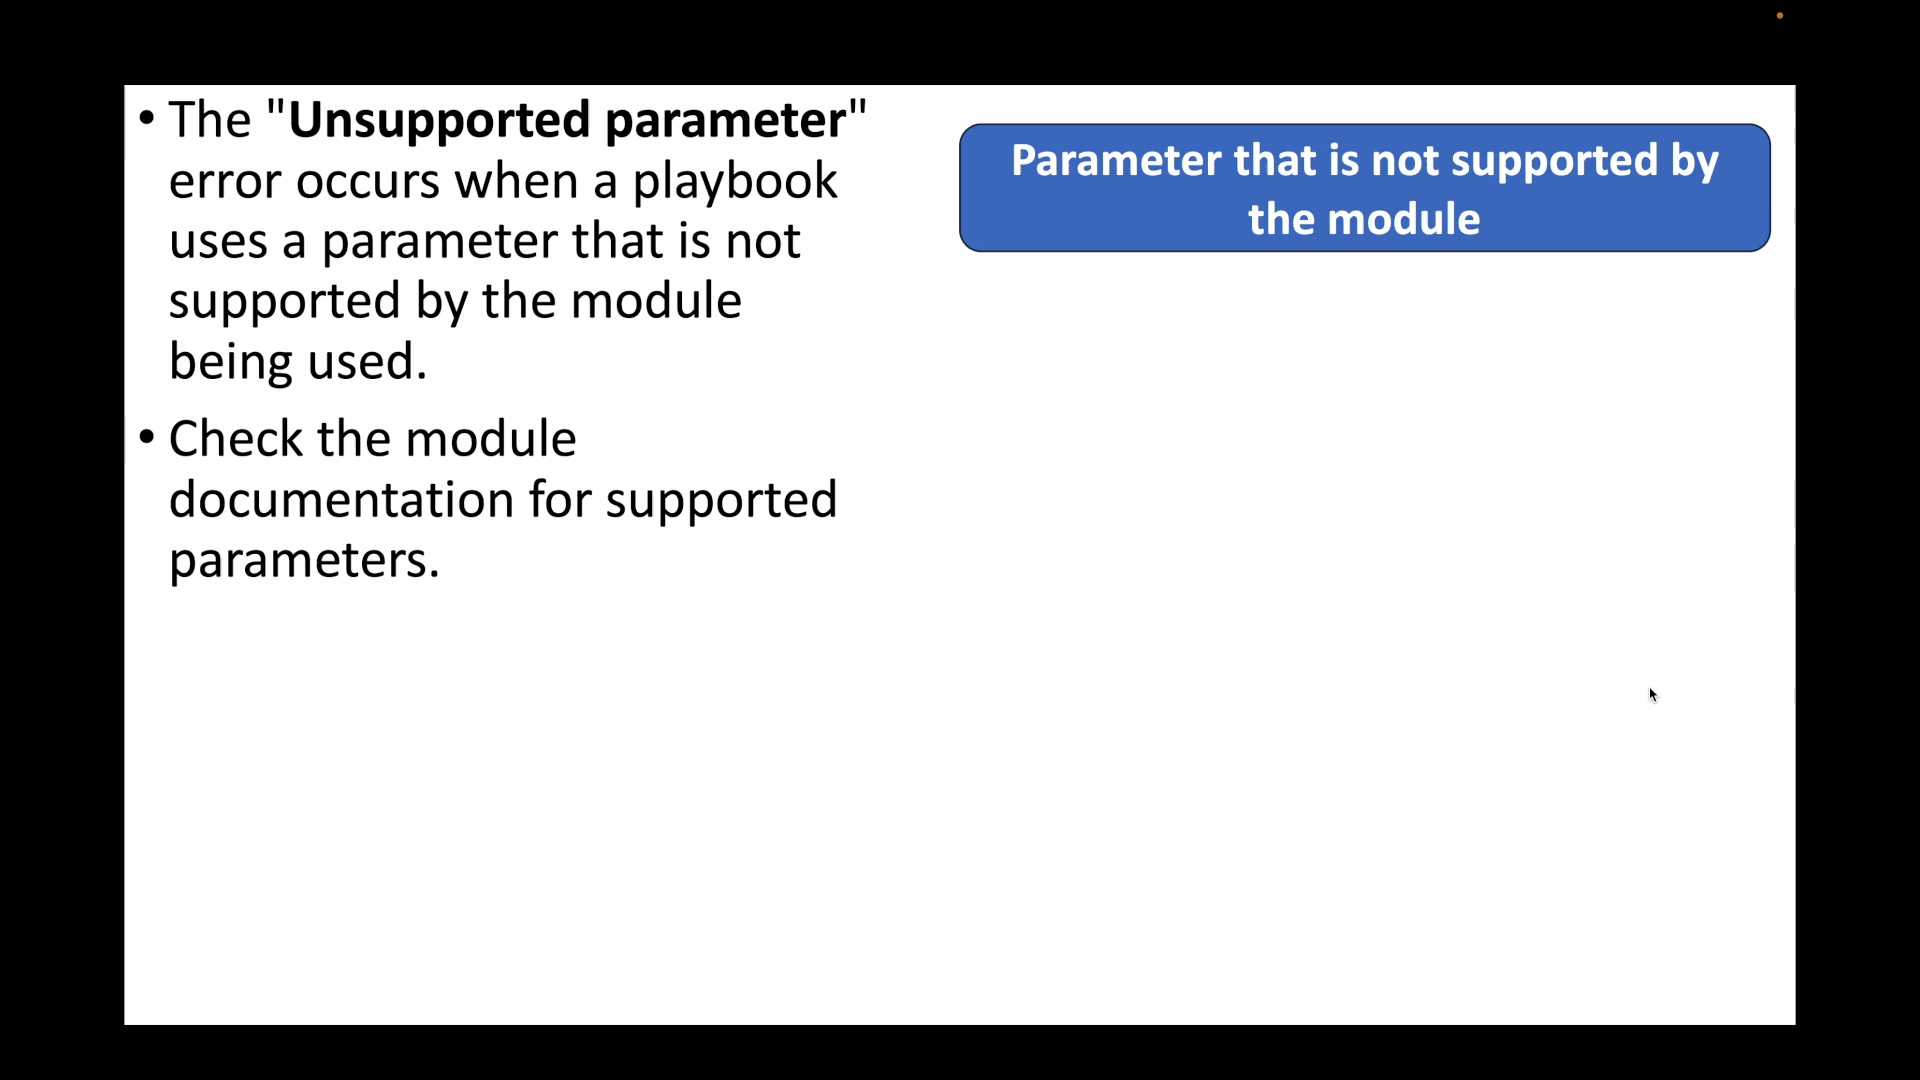 • The "Unsupported parameter"
error occurs when a playbook
uses a parameter that is not
supported by the module
being used.
• Check the module
documentation for supported
parameters.
Parameter that is not supported by
the module